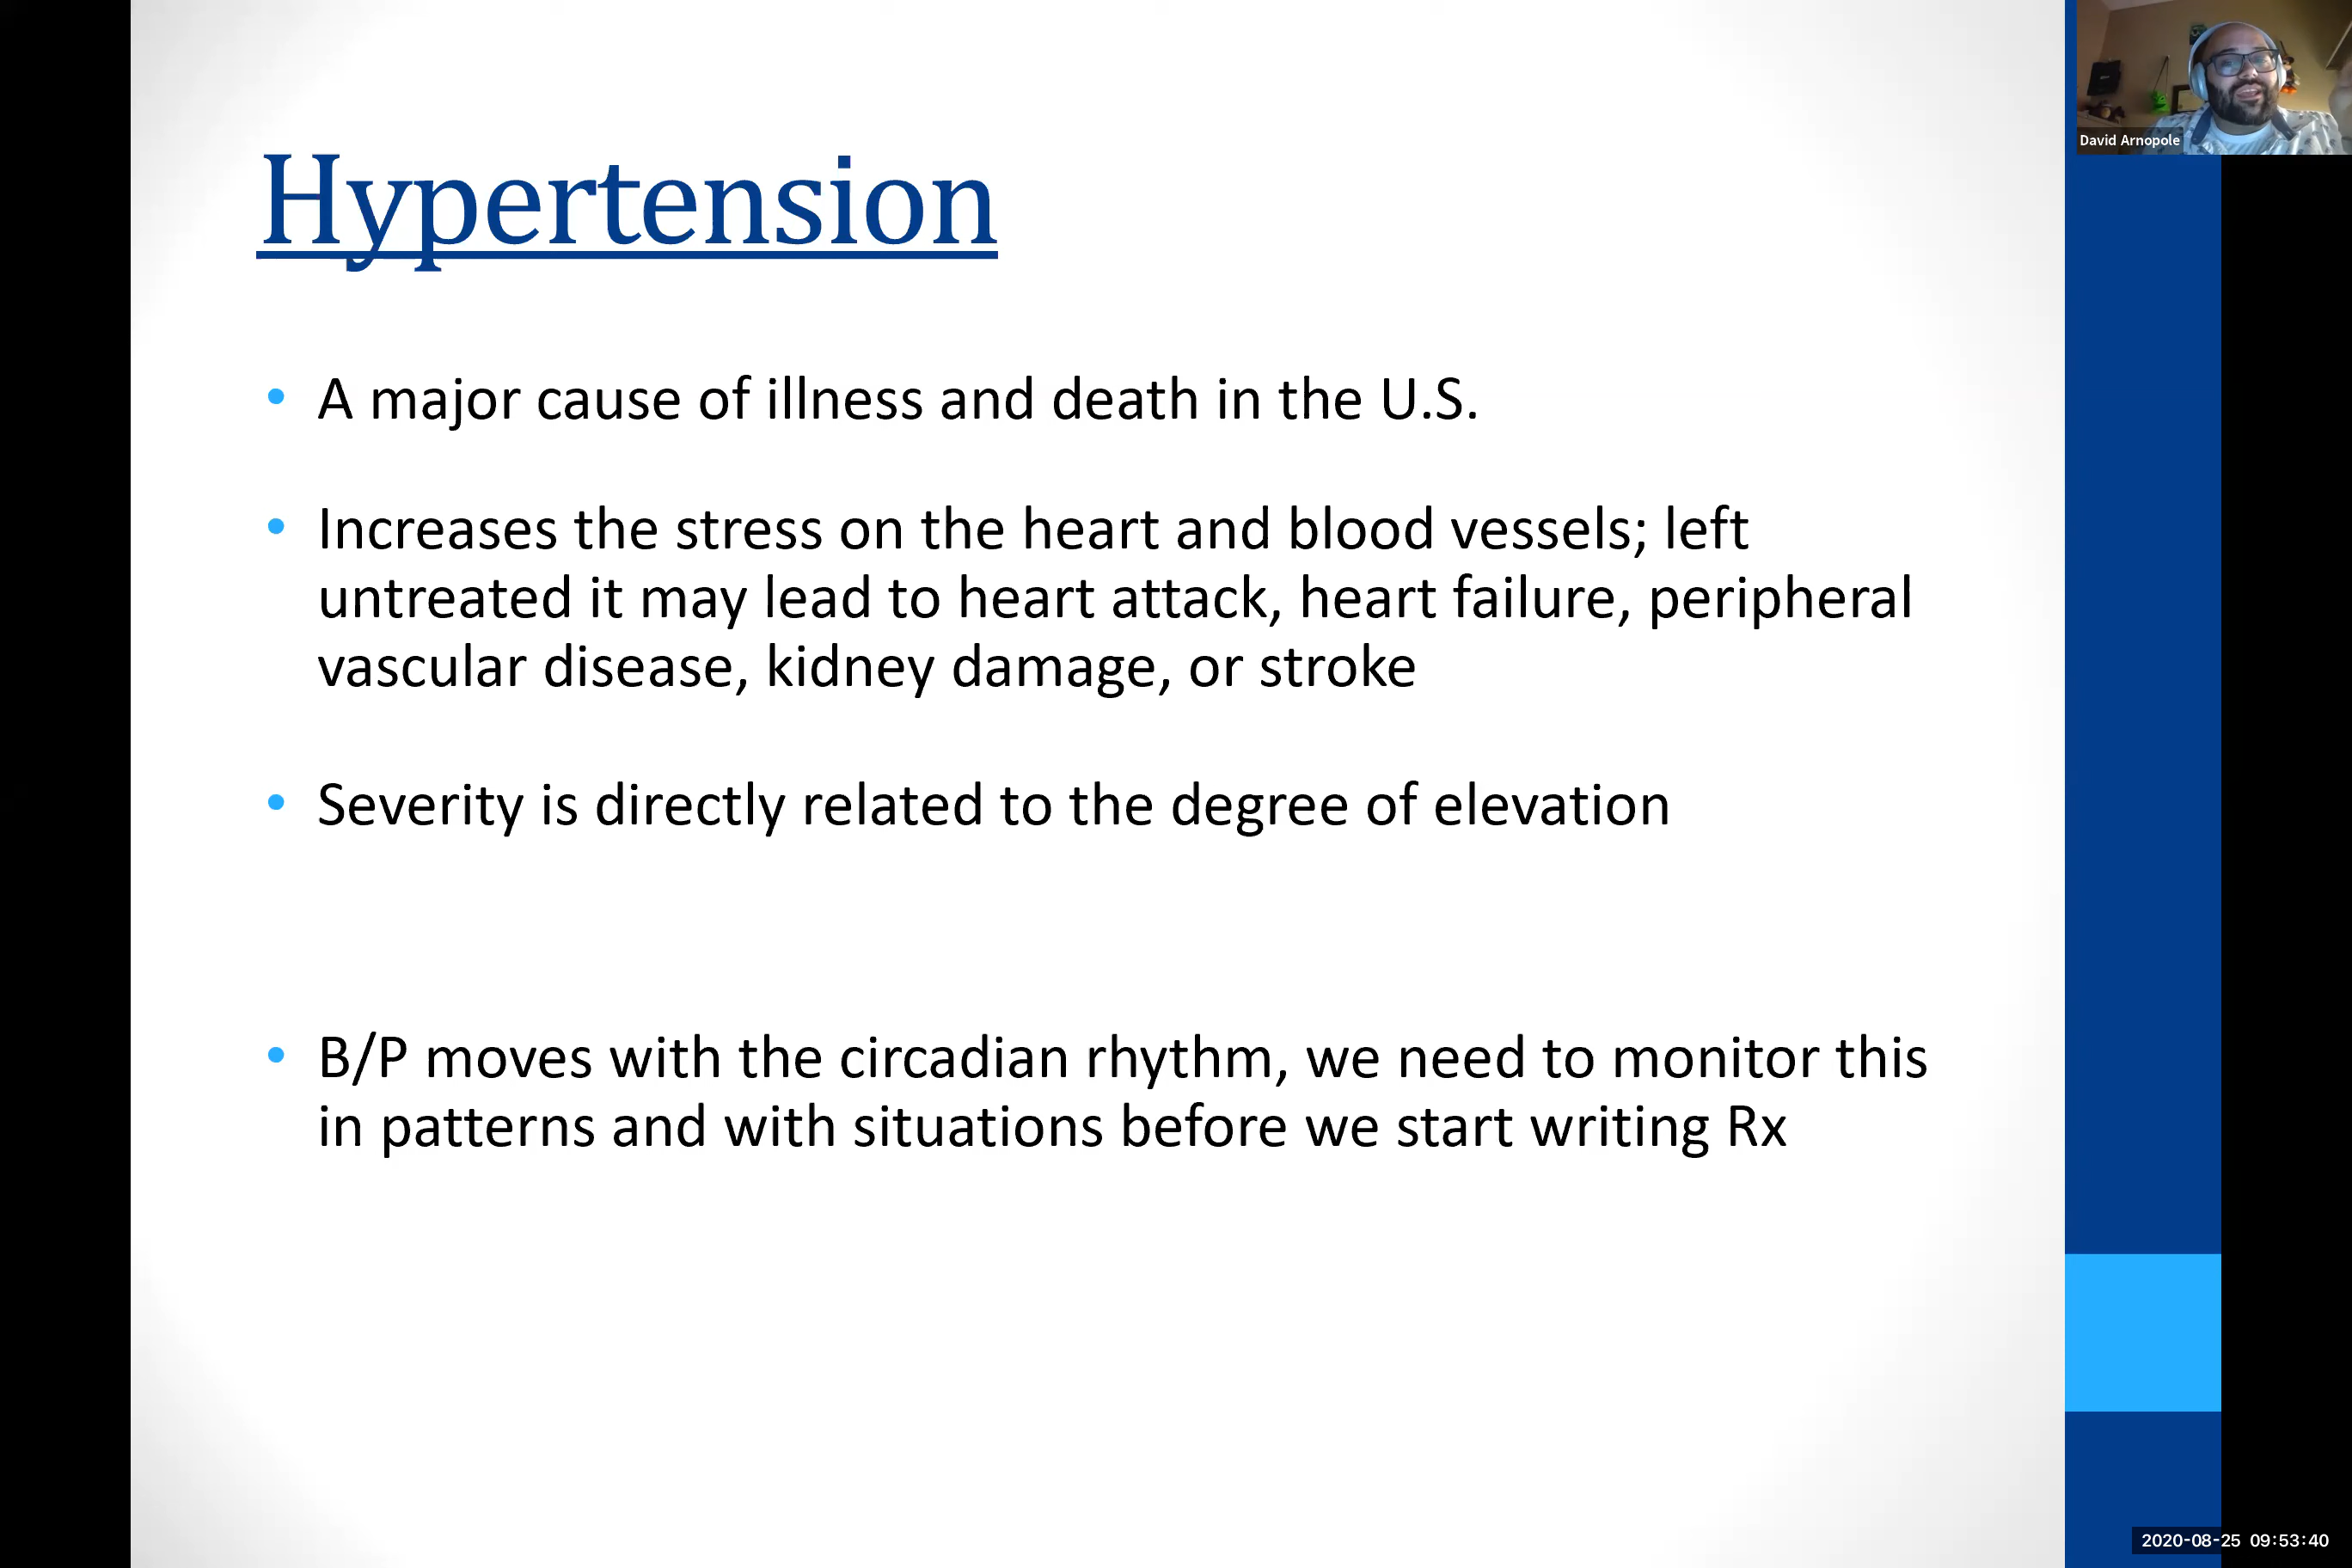 David Arnopole
Hypertension
• A major cause of illness and death in the U.S.
• Increases the stress on the heart and blood vessels; left
untreated it may lead to heart attack, heart failure, peripheral
vascular disease, kidney damage, or stroke
• Severity is directly related to the degree of elevation
• B/P moves with the circadian rhythm, we need to monitor this
in patterns and with situations before we start writing Rx
2020-08-25 09:53:40